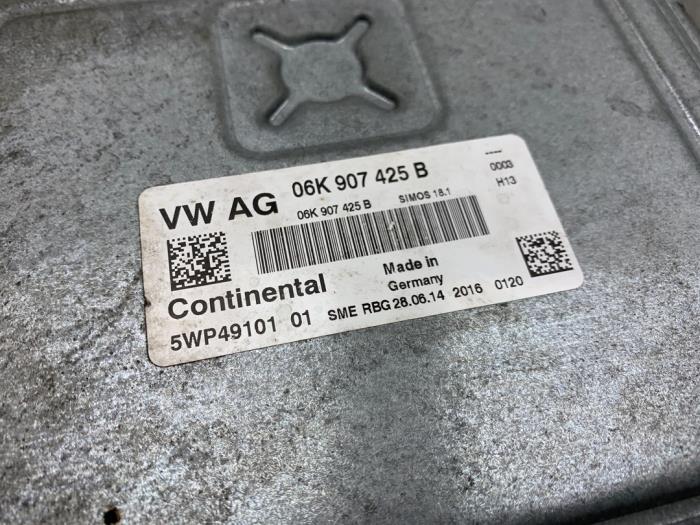 VW AG 06K 907 425 B ----
06K 907 425 B SIMOS 18.1 0003
H13
Continental Made in
Germany
5WP49101 01 SME RBG 28.06.14 2016 0120